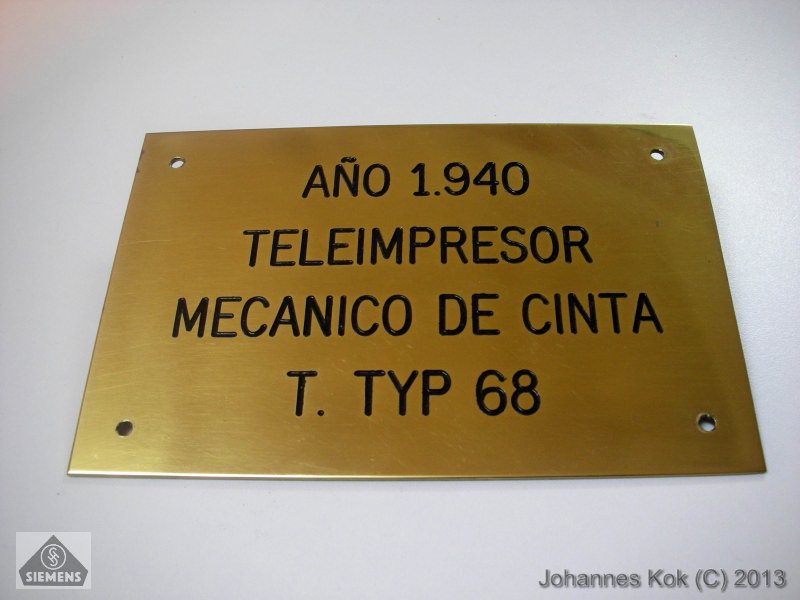 AÑO 1.940
TELEIMPRESOR
MECANICO DE CINTA
T. TYP 68
SIEMENS
Johannes Kok (C) 2013